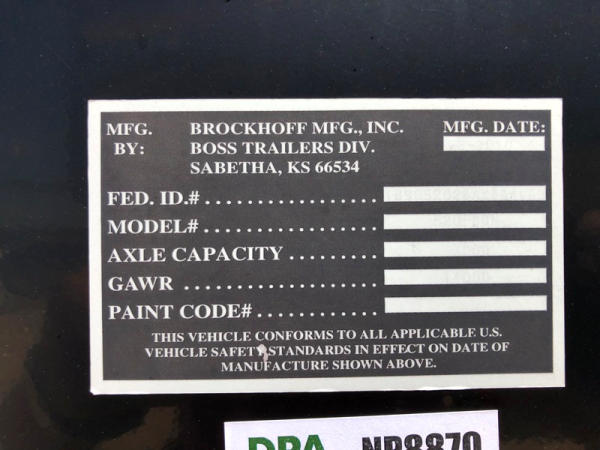 MFG. BROCKHOFF MFG., INC. MFG. DATE:
BY: BOSS TRAILERS DIV.
SABETHA, KS 66534
FED. ID.# . . . . . . . . . . . . . . . . .
MODEL# . . . . . . . . . . . . . . . . .
AXLE CAPACITY . . . . . . . . .
GAWR . . . . . . . . . . . . . . . . . . .
PAINT CODE# . . . . . . . . . . . .
THIS VEHICLE CONFORMS TO ALL APPLICABLE U.S.
VEHICLE SAFETY STANDARDS IN EFFECT ON DATE OF
MANUFACTURE SHOWN ABOVE.
DPA NP8870